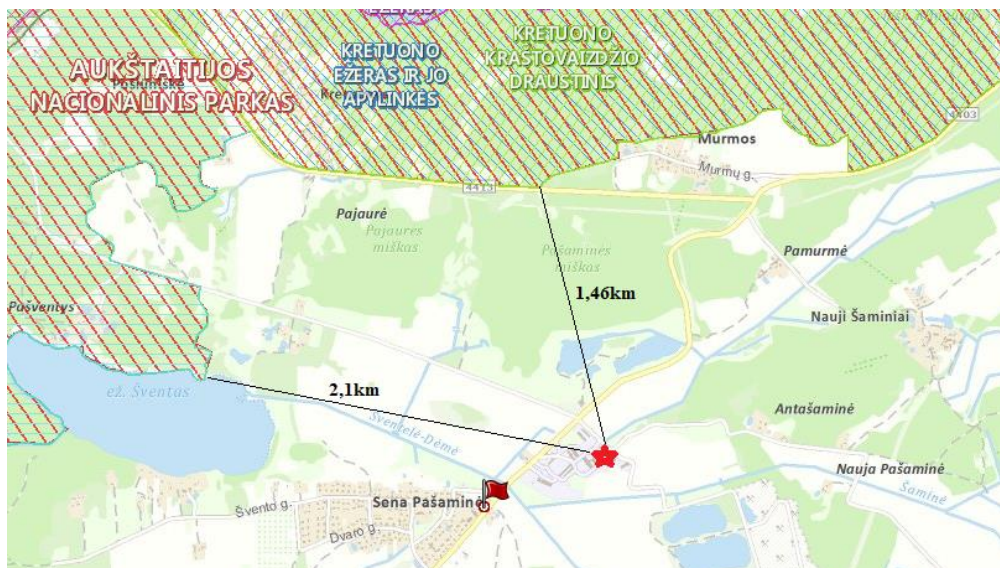 AUKŠTAITIJOS
NACIONALINIS PARKAS
KRETUONO
EŽERAS IR JO
APYLINKĖS
KRETUONO
KRAŠTOVAIZDŽIO
DRAUSTINIS
4403
Murmos
Murmų g.
4413
Pajaurė
Pajaurės
miškas
Pašaminės
miškas
Pamurmė
Pašventys
1,46km
Nauji Šaminiai
ež. Šventas
2,1km
Šventelė-Dėmė
Antašaminė
Nauja Pašaminė
Šaminė
Sena Pašaminė
Švento g.
Dvaro g.